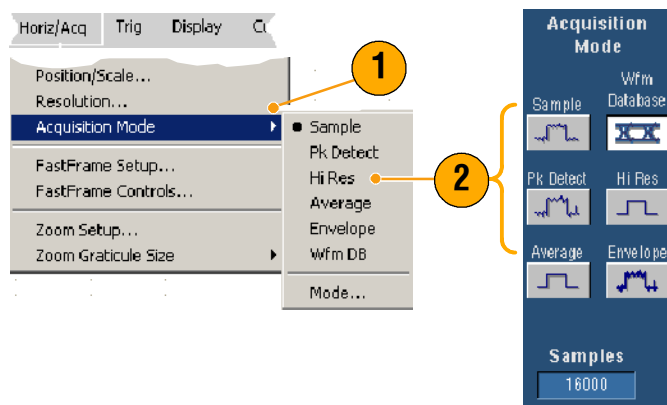 Horiz/Acq Trig Display
Position/Scale...
Resolution...
Acquisition Mode
FastFrame Setup...
FastFrame Controls...
Zoom Setup...
Zoom Graticule Size
1
Sample
Pk Detect
Hi Res
Average
Envelope
Wfm DB
Mode...
2
Acquisition
Mode
Wfm
Sample Database
Pk Detect Hi Res
Average Envelope
Samples
16000